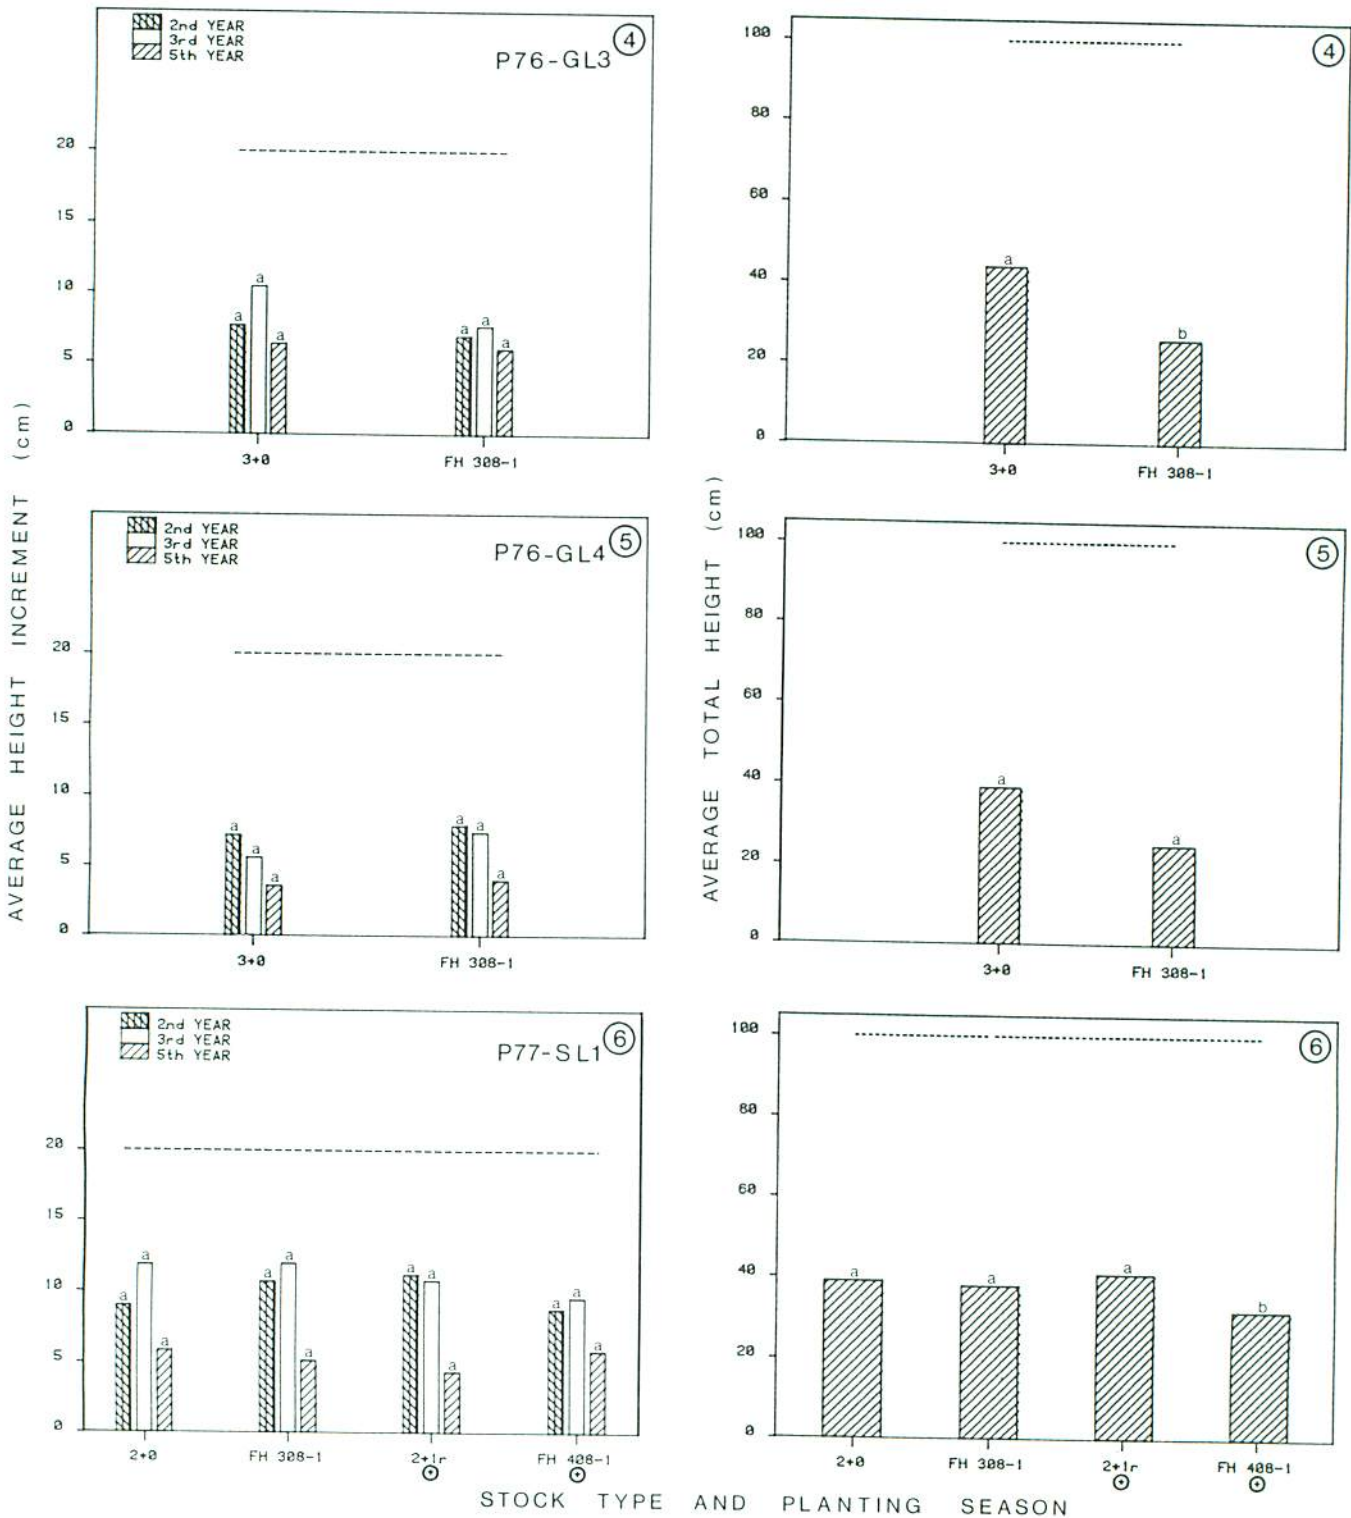 2nd YEAR
3rd YEAR
5th YEAR
P76-GL3
4
20
15
10
5
0
a a a
a a a
3+0 FH 308-1
4
100
80
60
40
20
0
a
b
3+0 FH 308-1
2nd YEAR
3rd YEAR
5th YEAR
P76-GL4
5
20
15
10
5
0
a a a
a a a
3+0 FH 308-1
5
100
80
60
40
20
0
a
a
3+0 FH 308-1
2nd YEAR
3rd YEAR
5th YEAR
P77-SL1
6
20
15
10
5
0
a a a
a a a
a a a
a a a
2+0 FH 308-1 2+1r FH 408-1
6
100
80
60
40
20
0
a a a b
2+0 FH 308-1 2+1r FH 408-1
AVERAGE HEIGHT INCREMENT (cm)
AVERAGE TOTAL HEIGHT (cm)
STOCK TYPE AND PLANTING SEASON